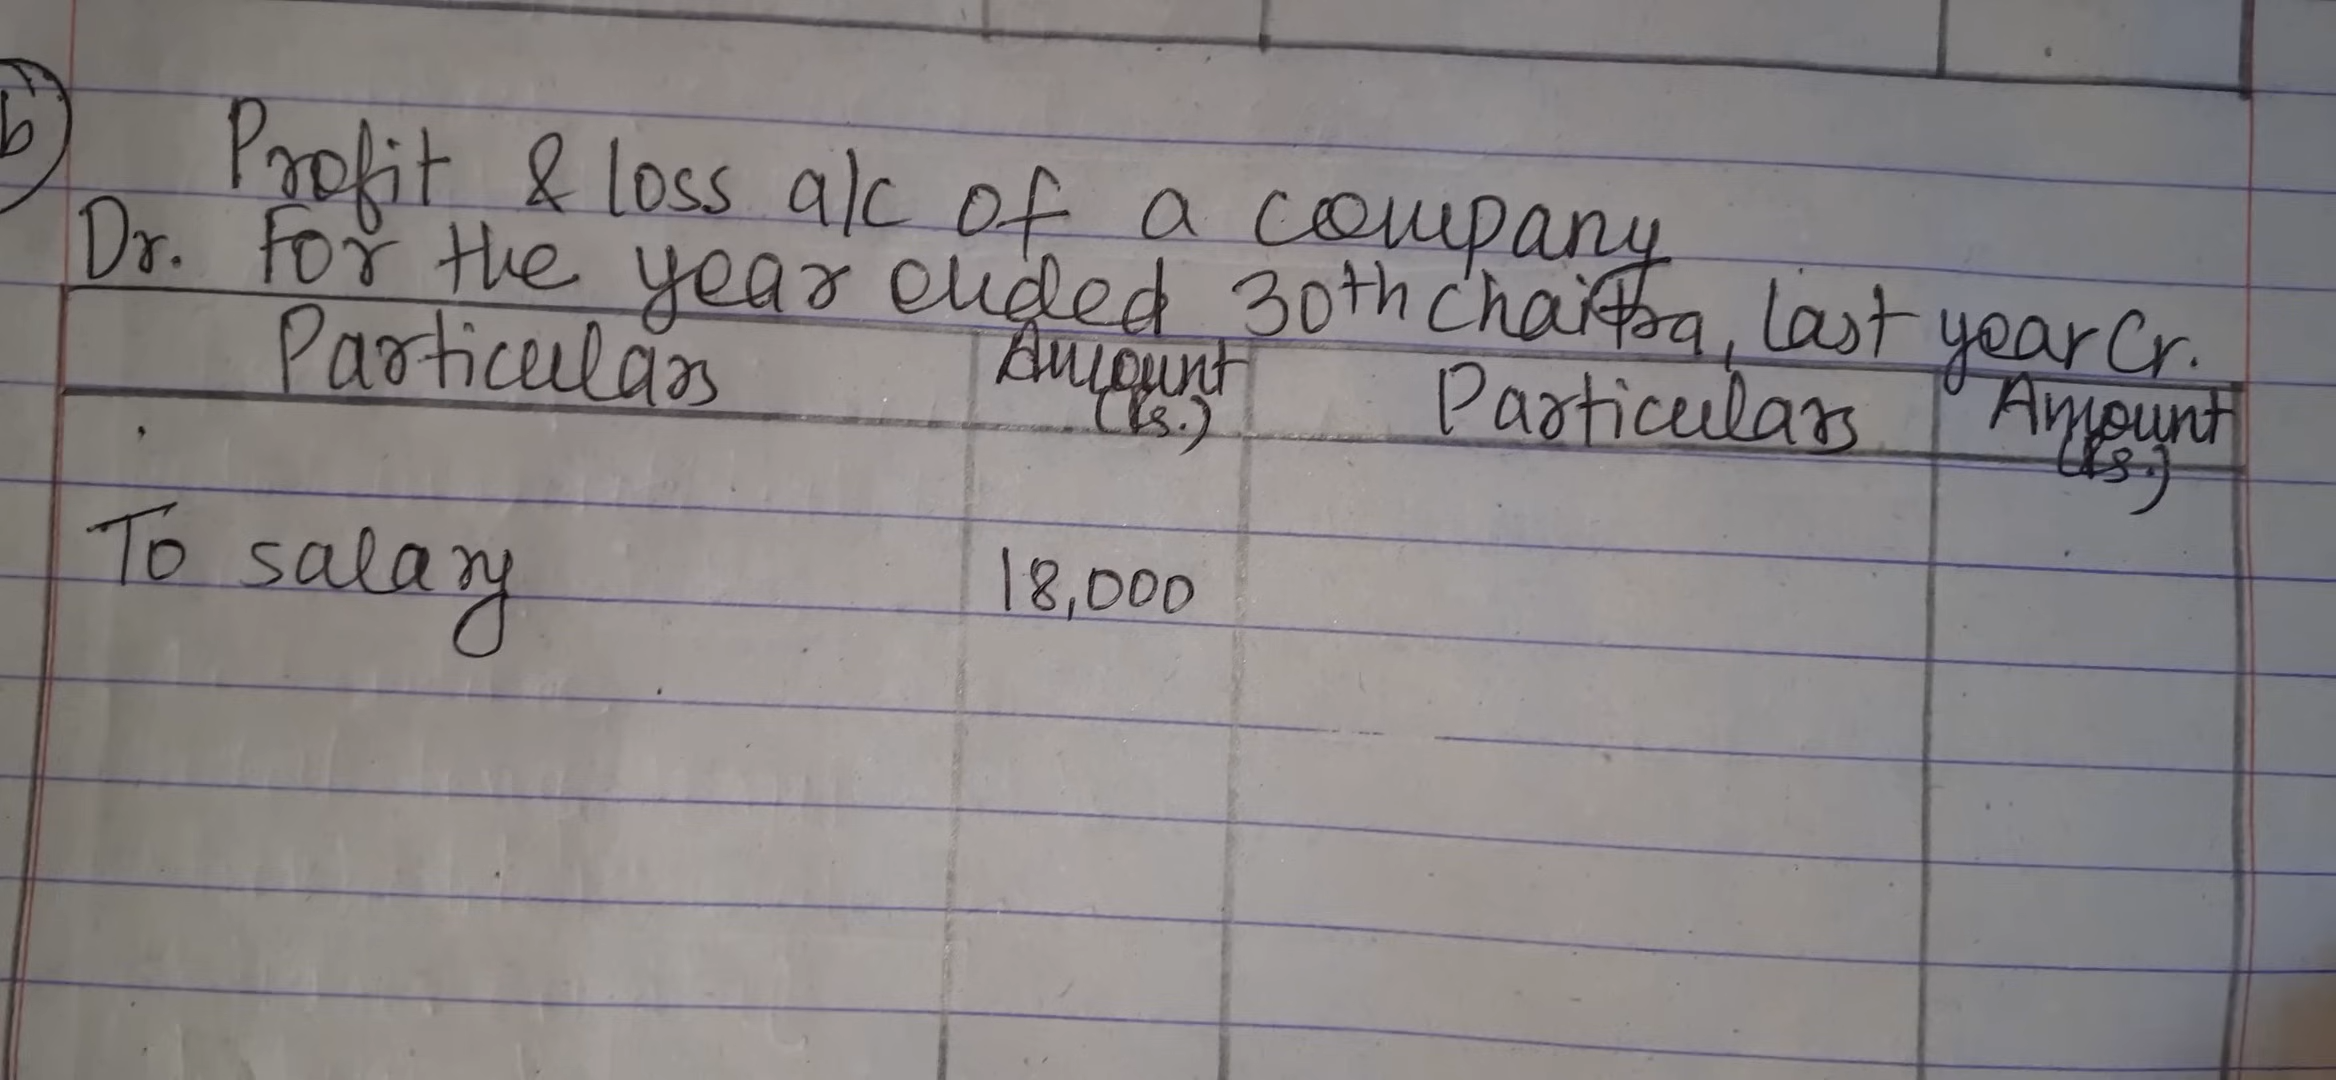 b
Profit & loss a/c of a company
Dr. For the year ended 30th chaitra, last year Cr.
Particulars Amount (Rs.) Particulars Amount (Rs.)
To salary 18,000